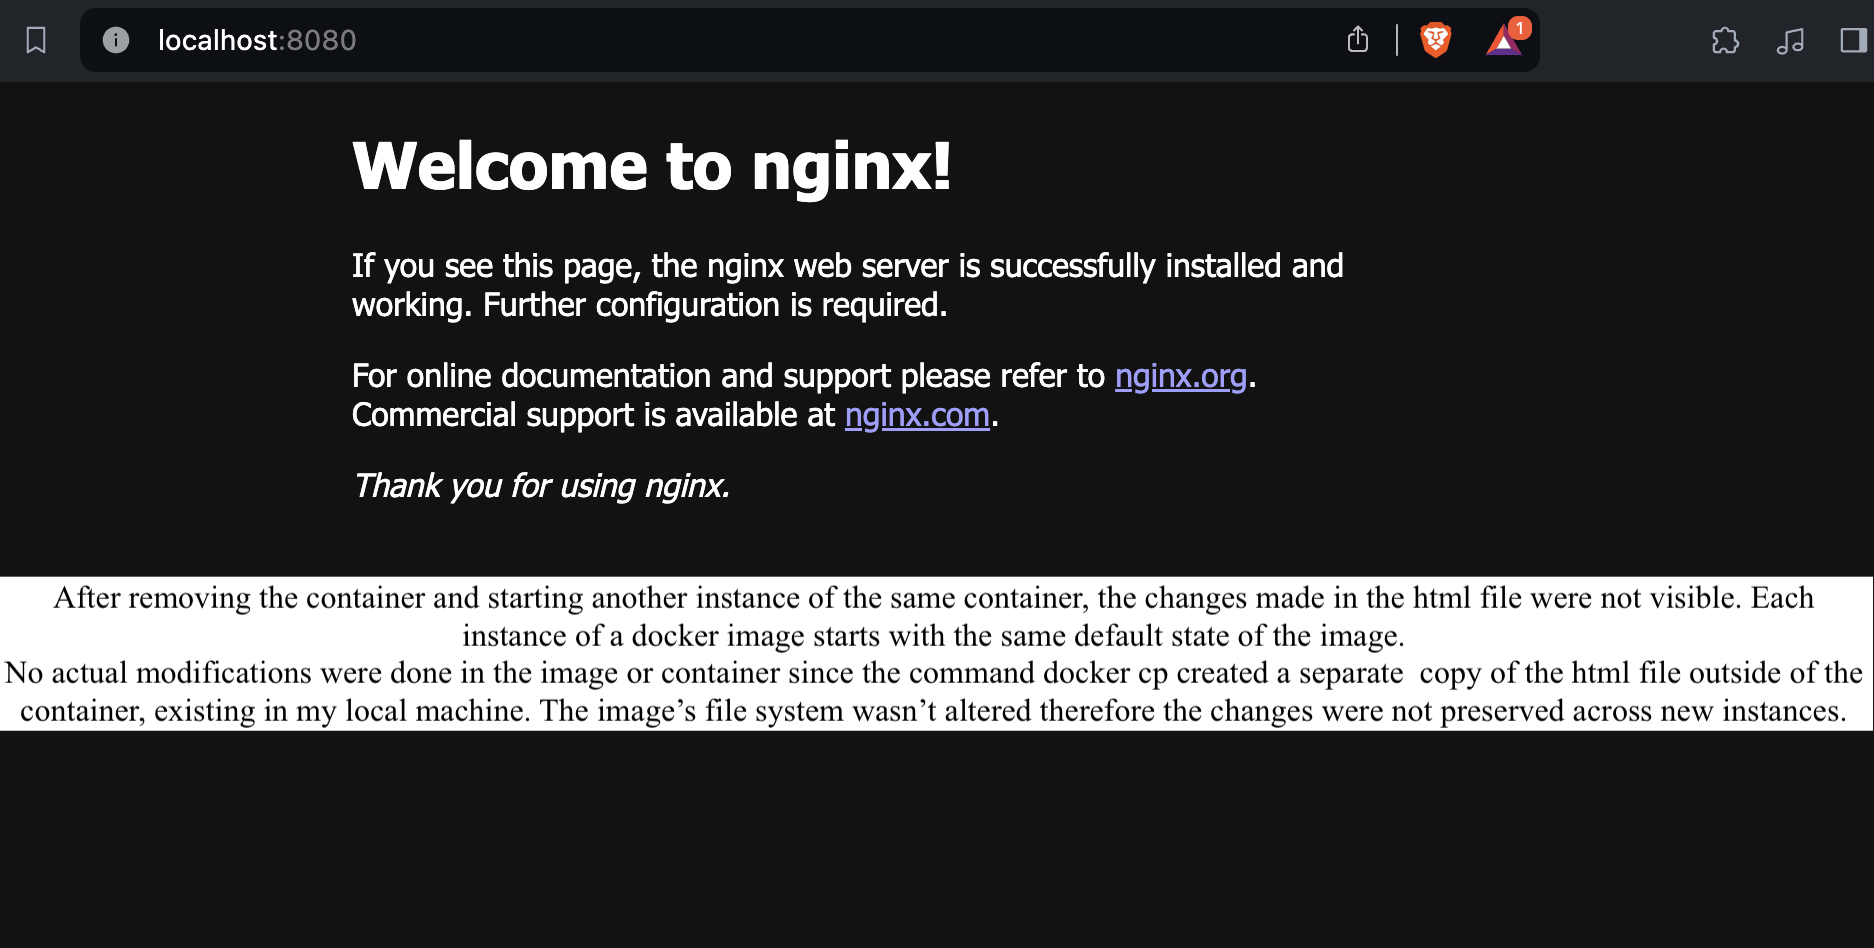 localhost:8080
1
Welcome to nginx!
If you see this page, the nginx web server is successfully installed and
working. Further configuration is required.
For online documentation and support please refer to nginx.org.
Commercial support is available at nginx.com.
Thank you for using nginx.
After removing the container and starting another instance of the same container, the changes made in the html file were not visible. Each
instance of a docker image starts with the same default state of the image.
No actual modifications were done in the image or container since the command docker cp created a separate  copy of the html file outside of the
container, existing in my local machine. The image’s file system wasn’t altered therefore the changes were not preserved across new instances.